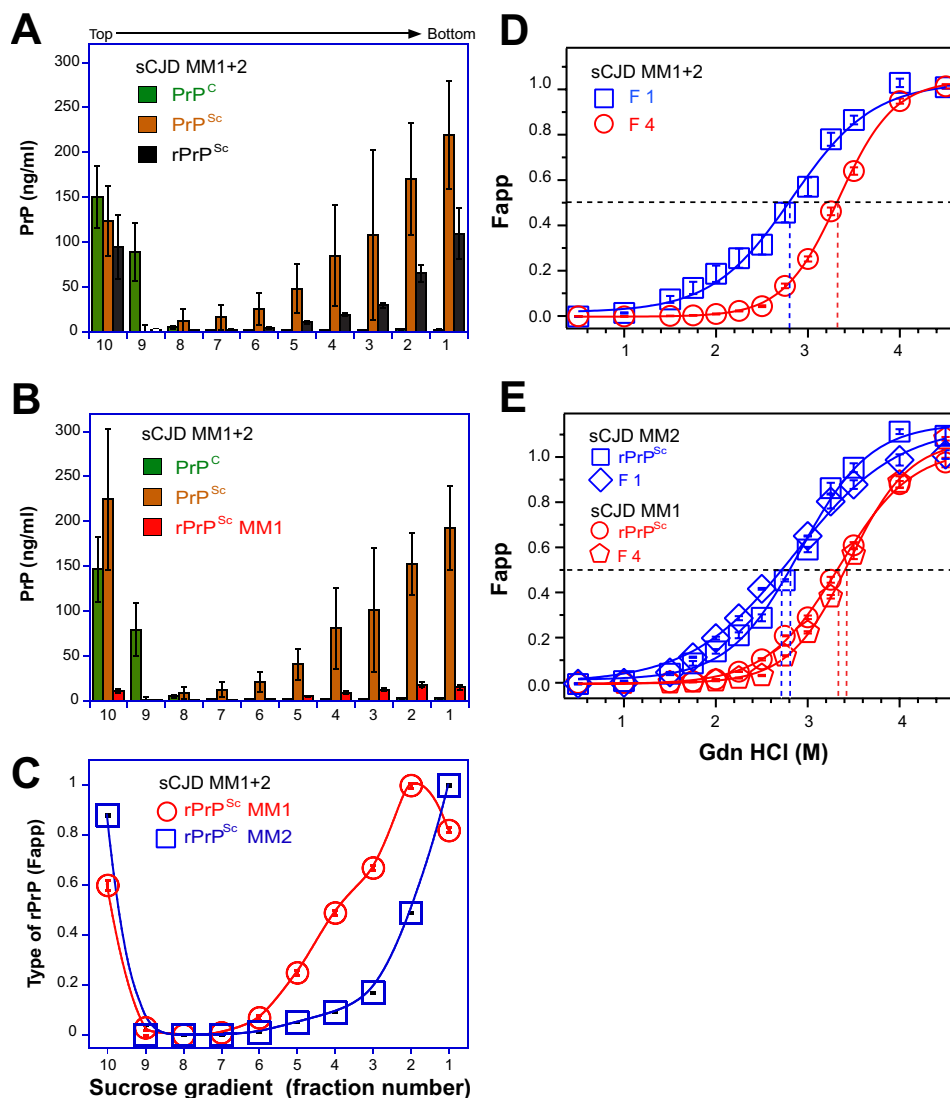 A
Top
Bottom
sCJD MM1+2
PrP^C
PrP^Sc
rPrP^Sc
PrP (ng/ml)
300
250
200
150
100
50
0
10 9 8 7 6 5 4 3 2 1
B
sCJD MM1+2
PrP^C
PrP^Sc
rPrP^Sc MM1
PrP (ng/ml)
300
250
200
150
100
50
0
10 9 8 7 6 5 4 3 2 1
C
sCJD MM1+2
rPrP^Sc MM1
rPrP^Sc MM2
Type of rPrP (Fapp)
1
0.8
0.6
0.4
0.2
0
10 9 8 7 6 5 4 3 2 1
Sucrose gradient (fraction number)
D
sCJD MM1+2
F 1
F 4
Fapp
1.0
0.8
0.6
0.4
0.2
0.0
1 2 3 4
E
sCJD MM2
rPrP^Sc
F 1
sCJD MM1
rPrP^Sc
F 4
Fapp
1.0
0.8
0.6
0.4
0.2
0.0
1 2 3 4
Gdn HCl (M)